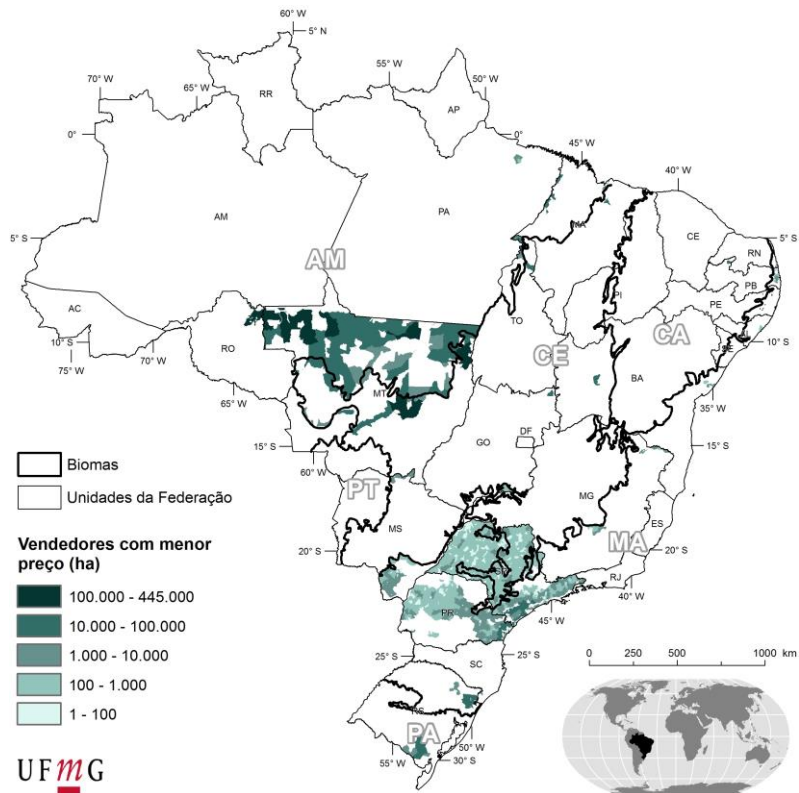 60° W
5° N
70° W
55° W
50° W
65° W
RR
AP
0°
0°
45° W
40° W
AM
PA
5° S
5° S
CE
RN
AM
PB
PI
PE
AC
TO
CA
10° S
10° S
75° W
70° W
RO
CE
BA
MT
35° W
65° W
DF
15° S
GO
15° S
60° W
Biomas
PT
MG
Unidades da Federação
MS
ES
20° S
MA
20° S
Vendedores com menor
preço (ha)
RJ
40° W
100.000 - 445.000
PR
45° W
10.000 - 100.000
25° S
25° S
0 250 500 1000 km
1.000 - 10.000
SC
100 - 1.000
1 - 100
RS
PA
50° W
55° W
30° S
UFMG